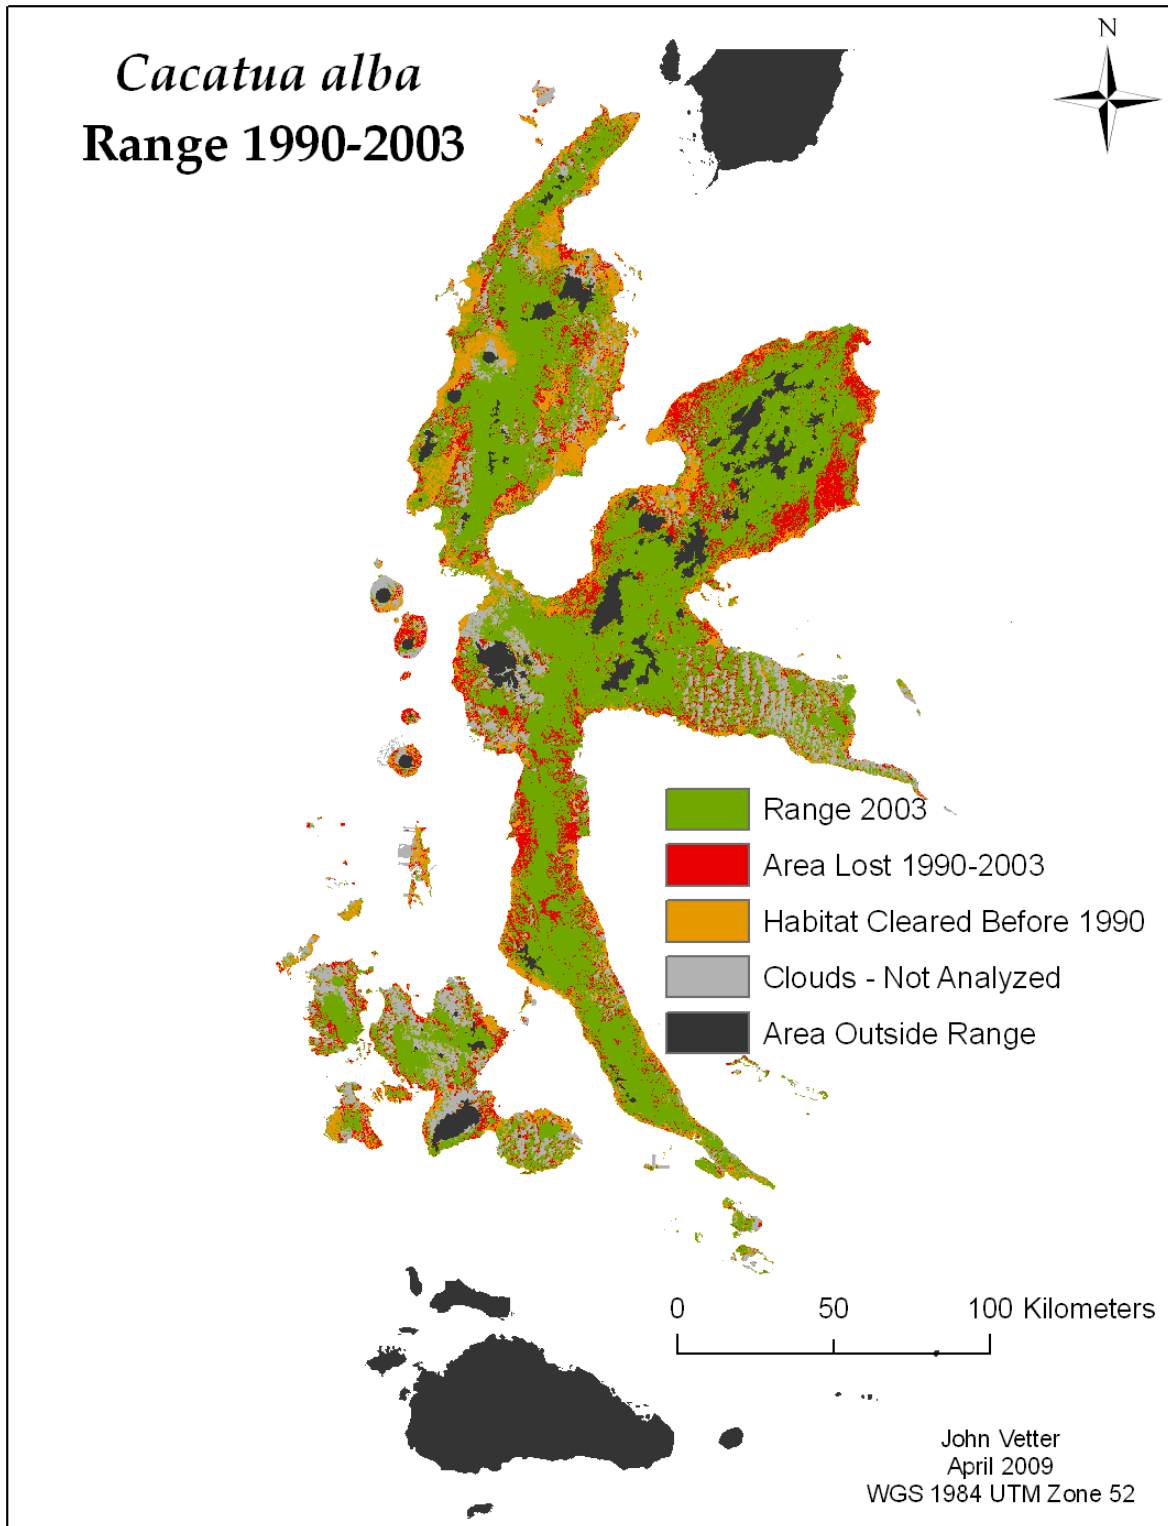 Cacatua alba
Range 1990-2003
N
Range 2003
Area Lost 1990-2003
Habitat Cleared Before 1990
Clouds - Not Analyzed
Area Outside Range
0 50 100 Kilometers
John Vetter
April 2009
WGS 1984 UTM Zone 52